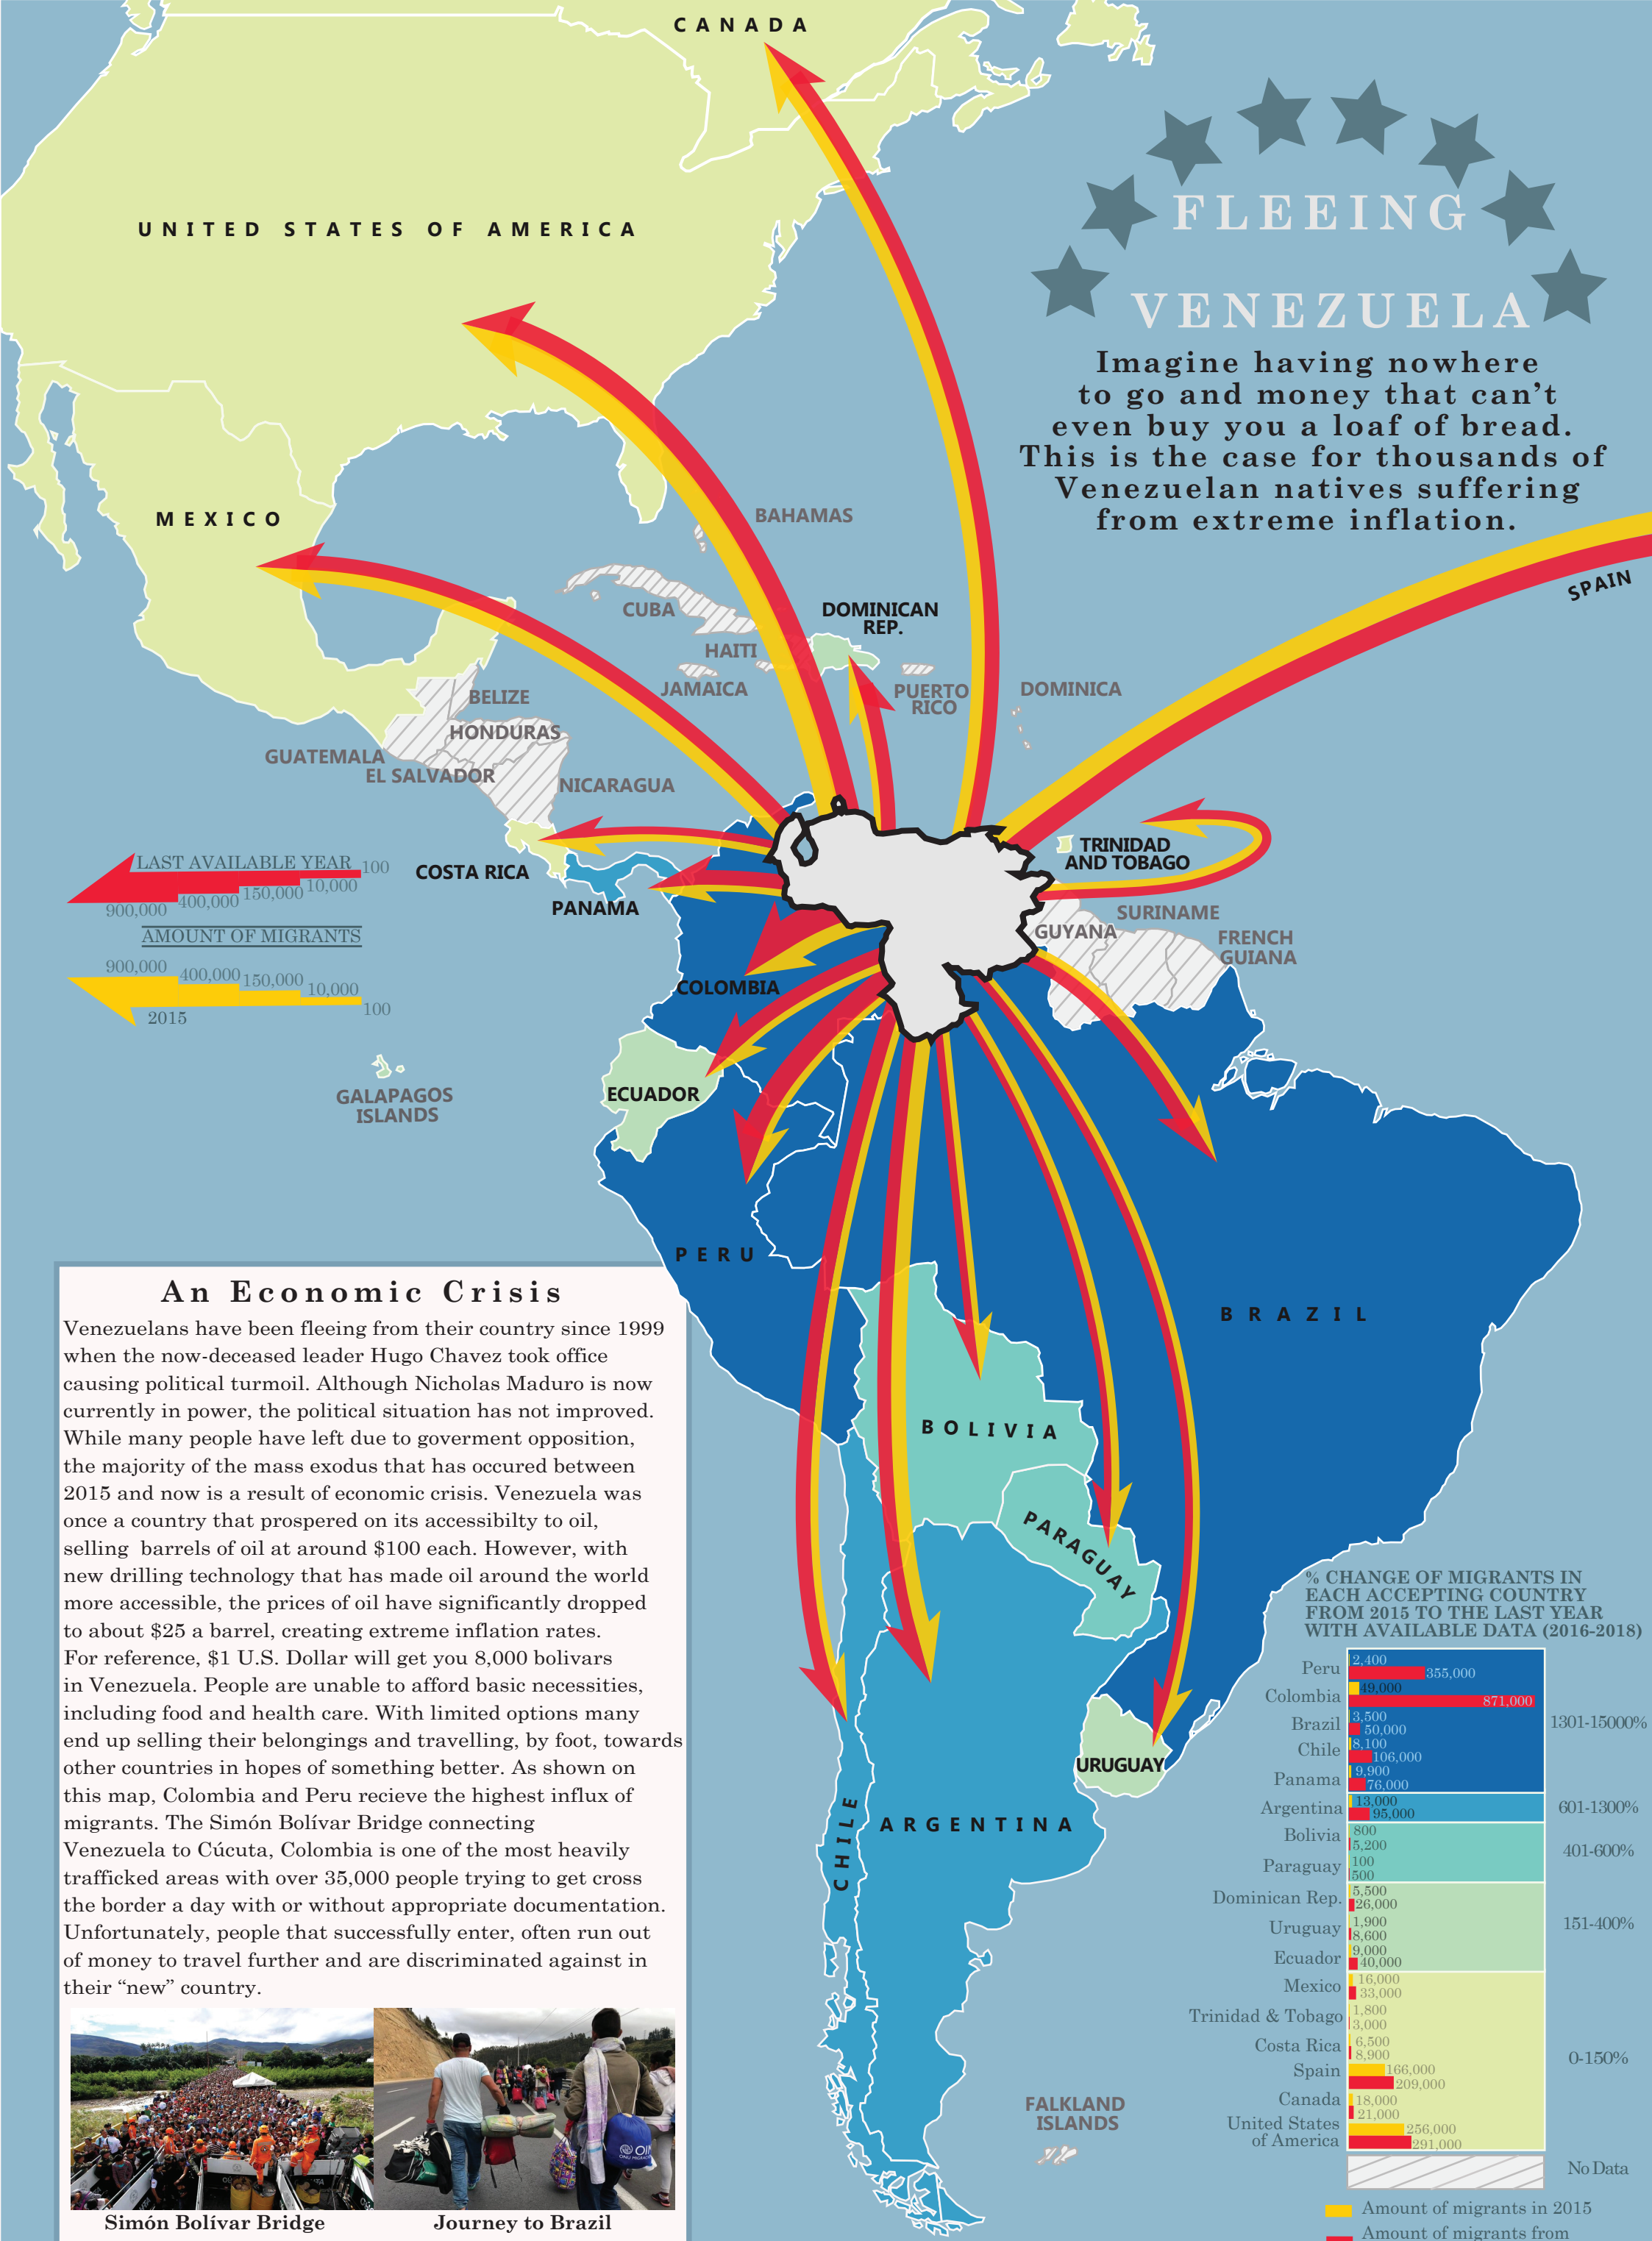 CANADA
UNITED STATES OF AMERICA
FLEEING
VENEZUELA
Imagine having nowhere
to go and money that can't
even buy you a loaf of bread.
This is the case for thousands of
Venezuelan natives suffering
from extreme inflation.
MEXICO
BAHAMAS
SPAIN
CUBA
DOMINICAN
REP.
HAITI
JAMAICA
PUERTO
RICO
DOMINICA
BELIZE
HONDURAS
GUATEMALA
EL SALVADOR
NICARAGUA
TRINIDAD
AND TOBAGO
COSTA RICA
PANAMA
SURINAME
GUYANA
FRENCH
GUIANA
COLOMBIA
LAST AVAILABLE YEAR
100
10,000
150,000
400,000
900,000
AMOUNT OF MIGRANTS
900,000
400,000
150,000
10,000
100
2015
GALAPAGOS
ISLANDS
ECUADOR
PERU
BRAZIL
BOLIVIA
PARAGUAY
URUGUAY
CHILE
ARGENTINA
FALKLAND
ISLANDS
An Economic Crisis
Venezuelans have been fleeing from their country since 1999
when the now-deceased leader Hugo Chavez took office
causing political turmoil. Although Nicholas Maduro is now
currently in power, the political situation has not improved.
While many people have left due to goverment opposition,
the majority of the mass exodus that has occured between
2015 and now is a result of economic crisis. Venezuela was
once a country that prospered on its accessibilty to oil,
selling barrels of oil at around $100 each. However, with
new drilling technology that has made oil around the world
more accessible, the prices of oil have significantly dropped
to about $25 a barrel, creating extreme inflation rates.
For reference, $1 U.S. Dollar will get you 8,000 bolivars
in Venezuela. People are unable to afford basic necessities,
including food and health care. With limited options many
end up selling their belongings and travelling, by foot, towards
other countries in hopes of something better. As shown on
this map, Colombia and Peru recieve the highest influx of
migrants. The Simón Bolívar Bridge connecting
Venezuela to Cúcuta, Colombia is one of the most heavily
trafficked areas with over 35,000 people trying to get cross
the border a day with or without appropriate documentation.
Unfortunately, people that successfully enter, often run out
of money to travel further and are discriminated against in
their “new” country.
OIM
Simón Bolívar Bridge
Journey to Brazil
% CHANGE OF MIGRANTS IN
EACH ACCEPTING COUNTRY
FROM 2015 TO THE LAST YEAR
WITH AVAILABLE DATA (2016-2018)
Peru 2,400
355,000
Colombia 49,000
871,000
Brazil 3,500
50,000
1301-15000%
Chile 8,100
106,000
Panama 9,900
76,000
Argentina 13,000
95,000
601-1300%
Bolivia 800
5,200
401-600%
Paraguay 100
500
Dominican Rep. 5,500
26,000
Uruguay 1,900
8,600
151-400%
Ecuador 9,000
40,000
Mexico 16,000
33,000
Trinidad & Tobago 1,800
3,000
Costa Rica 6,500
8,900
0-150%
Spain 166,000
209,000
Canada 18,000
21,000
United States
of America
256,000
291,000
No Data
Amount of migrants in 2015
Amount of migrants from